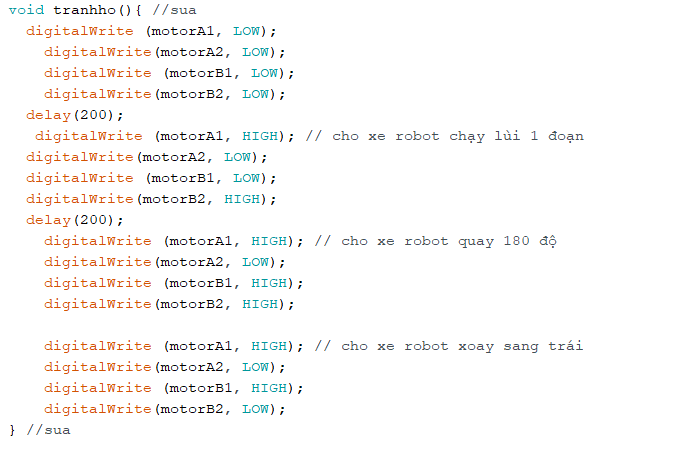 void tranhho(){ //sua
digitalWrite (motorA1, LOW);
digitalWrite(motorA2, LOW);
digitalWrite (motorB1, LOW);
digitalWrite(motorB2, LOW);
delay(200);
digitalWrite (motorA1, HIGH); // cho xe robot chạy lùi 1 đoạn
digitalWrite(motorA2, LOW);
digitalWrite (motorB1, LOW);
digitalWrite(motorB2, HIGH);
delay(200);
digitalWrite (motorA1, HIGH); // cho xe robot quay 180 độ
digitalWrite(motorA2, LOW);
digitalWrite (motorB1, HIGH);
digitalWrite(motorB2, HIGH);
digitalWrite (motorA1, HIGH); // cho xe robot xoay sang trái
digitalWrite(motorA2, LOW);
digitalWrite (motorB1, HIGH);
digitalWrite(motorB2, LOW);
} //sua